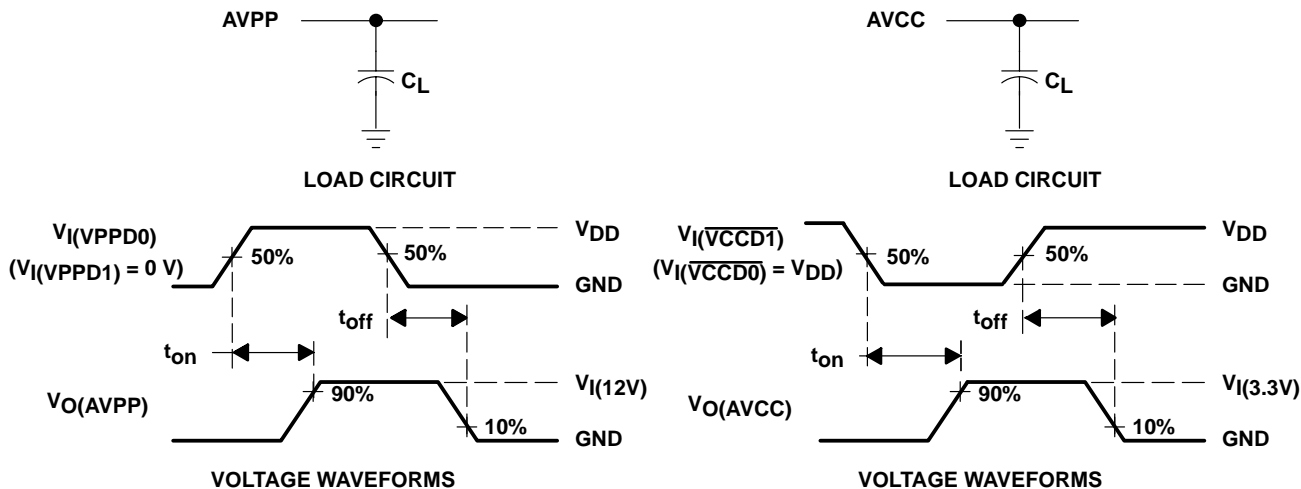 AVPP
CL
LOAD CIRCUIT
VI(VPPD0)
(VI(VPPD1) = 0 V)
50%
50%
VDD
GND
toff
ton
VO(AVPP)
90%
10%
VI(12V)
GND
VOLTAGE WAVEFORMS
AVCC
CL
LOAD CIRCUIT
VI(V̅C̅C̅D̅1̅)
(VI(V̅C̅C̅D̅0̅) = VDD)
50%
50%
VDD
GND
toff
ton
VO(AVCC)
90%
10%
VI(3.3V)
GND
VOLTAGE WAVEFORMS